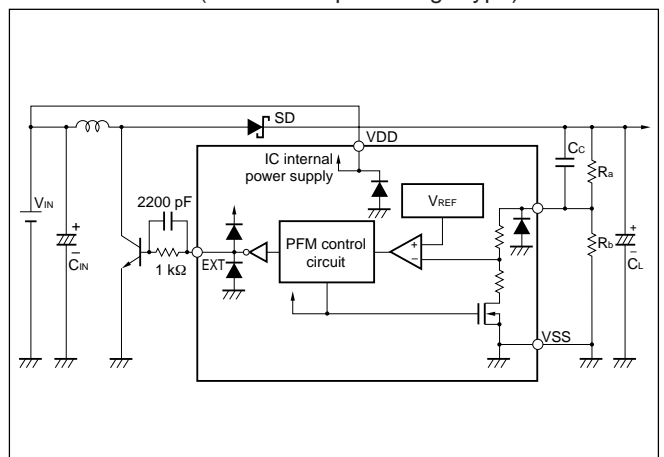 SD
VDD
IC internal
power supply
CC
Ra
VIN
2200 pF
VREF
+
−
CIN
EXT
PFM control
circuit
+
−
Rb
+
−
CL
1 kΩ
VSS